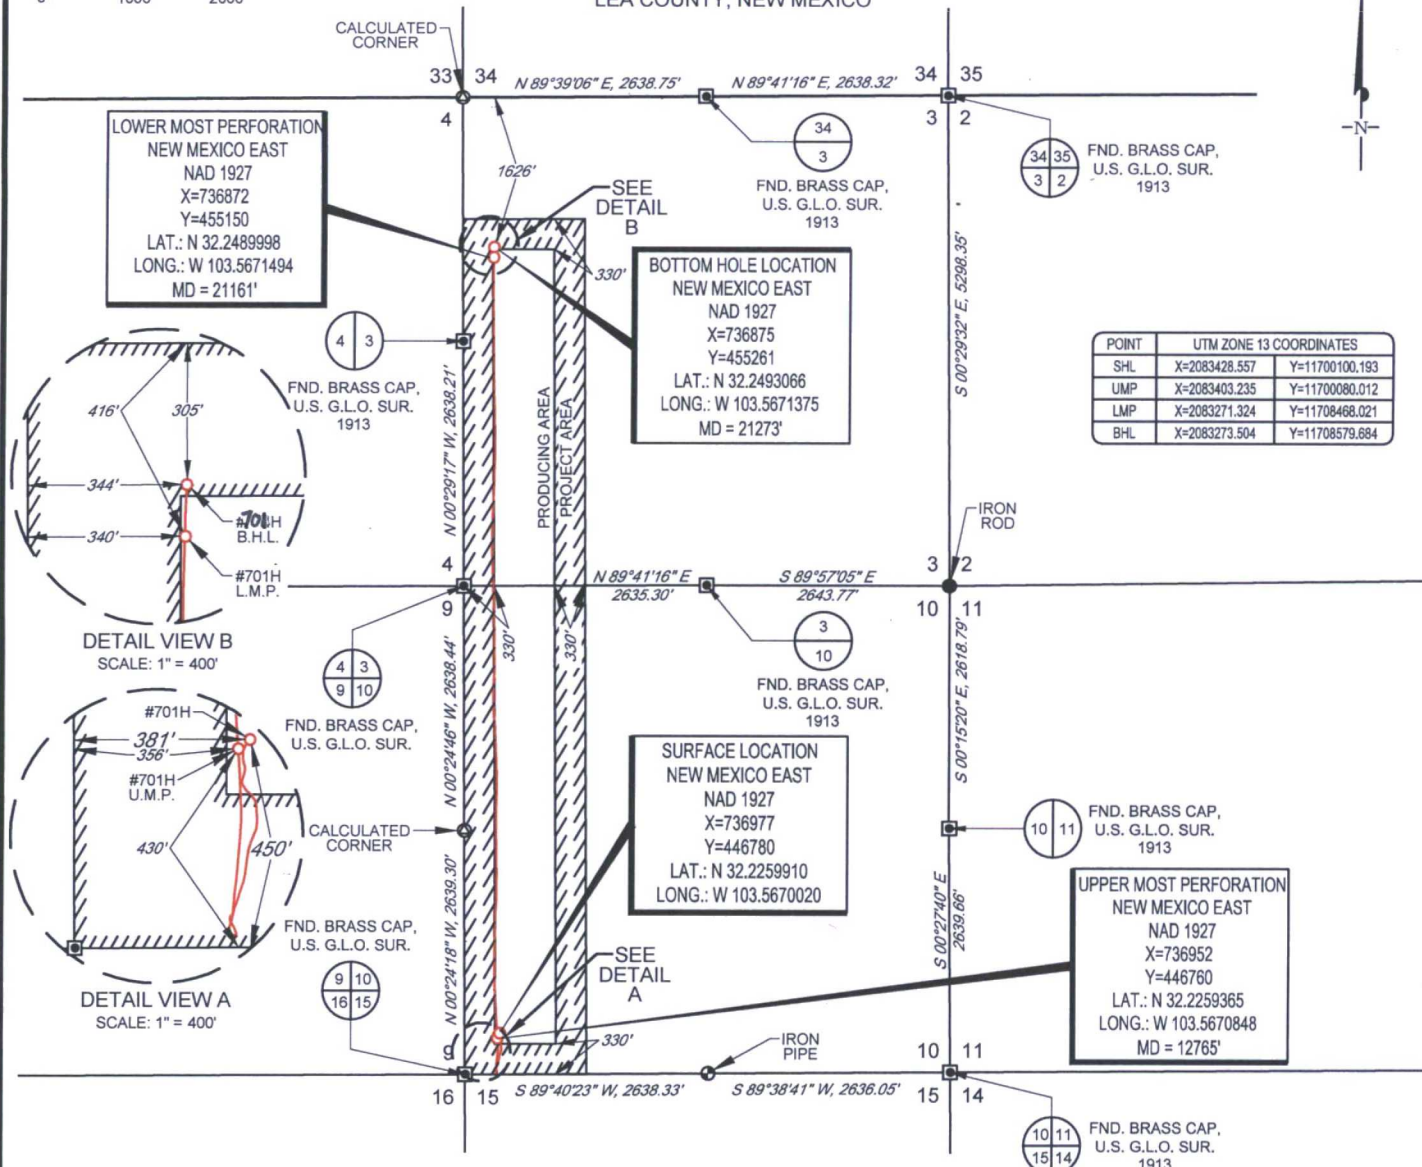 LEA COUNTY, NEW MEXICO
CALCULATED
CORNER
33 34
N 89°39'06" E, 2638.75'
N 89°41'16" E, 2638.32'
34 35
4
3 2
LOWER MOST PERFORATION
NEW MEXICO EAST
NAD 1927
X=736872
Y=455150
LAT.: N 32.2489998
LONG.: W 103.5671494
MD = 21161'
1626'
34
3
FND. BRASS CAP,
U.S. G.L.O. SUR.
1913
34 35
3 2
FND. BRASS CAP,
U.S. G.L.O. SUR.
1913
N
SEE
DETAIL
B
330'
BOTTOM HOLE LOCATION
NEW MEXICO EAST
NAD 1927
X=736875
Y=455261
LAT.: N 32.2493066
LONG.: W 103.5671375
MD = 21273'
S 00°29'32" E, 5298.35'
POINT UTM ZONE 13 COORDINATES
SHL X=2083428.557 Y=11700100.193
UMP X=2083403.235 Y=11700080.012
LMP X=2083271.324 Y=11708468.021
BHL X=2083273.504 Y=11708579.684
4 3
FND. BRASS CAP,
U.S. G.L.O. SUR.
1913
N 00°29'17" W, 2638.21'
PRODUCING AREA
PROJECT AREA
416'
305'
344'
340'
#701H
B.H.L.
#701H
L.M.P.
DETAIL VIEW B
SCALE: 1" = 400'
IRON
ROD
4
9
N 89°41'16" E
2635.30'
S 89°57'05" E
2643.77'
3 2
10 11
330'
330'
3
10
FND. BRASS CAP,
U.S. G.L.O. SUR.
1913
4 3
9 10
FND. BRASS CAP,
U.S. G.L.O. SUR.
N 00°24'46" W, 2638.44'
S 00°15'20" E, 2618.79'
#701H
381'
356'
#701H
U.M.P.
430'
450'
DETAIL VIEW A
SCALE: 1" = 400'
CALCULATED
CORNER
SURFACE LOCATION
NEW MEXICO EAST
NAD 1927
X=736977
Y=446780
LAT.: N 32.2259910
LONG.: W 103.5670020
10 11
FND. BRASS CAP,
U.S. G.L.O. SUR.
1913
FND. BRASS CAP,
U.S. G.L.O. SUR.
9 10
16 15
N 00°24'18" W, 2639.30'
SEE
DETAIL
A
S 00°27'40" E
2639.66'
UPPER MOST PERFORATION
NEW MEXICO EAST
NAD 1927
X=736952
Y=446760
LAT.: N 32.2259365
LONG.: W 103.5670848
MD = 12765'
330'
IRON
PIPE
9
10 11
16 15
S 89°40'23" W, 2638.33'
S 89°38'41" W, 2636.05'
15 14
10 11
15 14
FND. BRASS CAP,
U.S. G.L.O. SUR.
1913